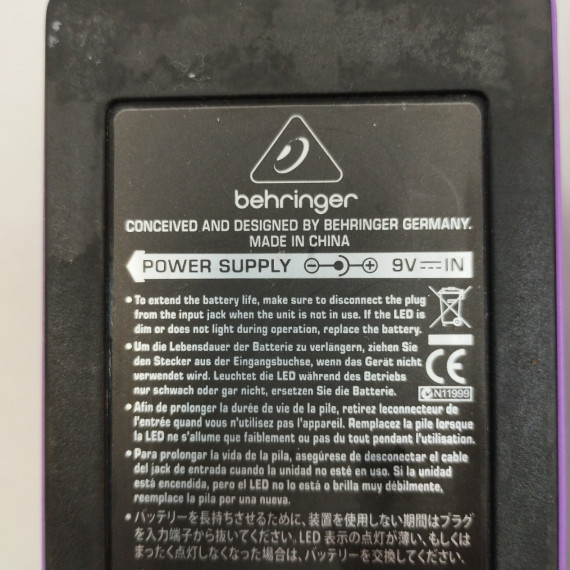 behringer
CONCEIVED AND DESIGNED BY BEHRINGER GERMANY.
MADE IN CHINA
POWER SUPPLY 9V IN
• To extend the battery life, make sure to disconnect the plug
from the input jack when the unit is not in use. If the LED is
dim or does not light during operation, replace the battery.
• Um die Lebensdauer der Batterie zu verlängern, ziehen Sie
den Stecker aus der Eingangsbuchse, wenn das Gerät nicht
verwendet wird. Leuchtet die LED während des Betriebs
nur schwach oder gar nicht, ersetzen Sie die Batterie.
CE
N11999
• Afin de prolonger la durée de vie de la pile, retirez leconnecteur de
l'entrée quand vous n'utilisez pas l'appareil. Remplacez la pile lorsque
la LED ne s'allume que faiblement ou pas du tout pendant l'utilisation.
• Para prolongar la vida de la pila, asegúrese de desconectar el cable
del jack de entrada cuando la unidad no esté en uso. Si la unidad
está encendida, pero el LED no lo está o brilla muy débilmente,
reemplace la pila por una nueva.
• バッテリーを長持ちさせるために、装置を使用しない期間はプラグ
を入力端子から抜いてください。LED 表示の点灯が薄い、もしくは
まったく点灯しなくなった場合は、バッテリーを交換してください。